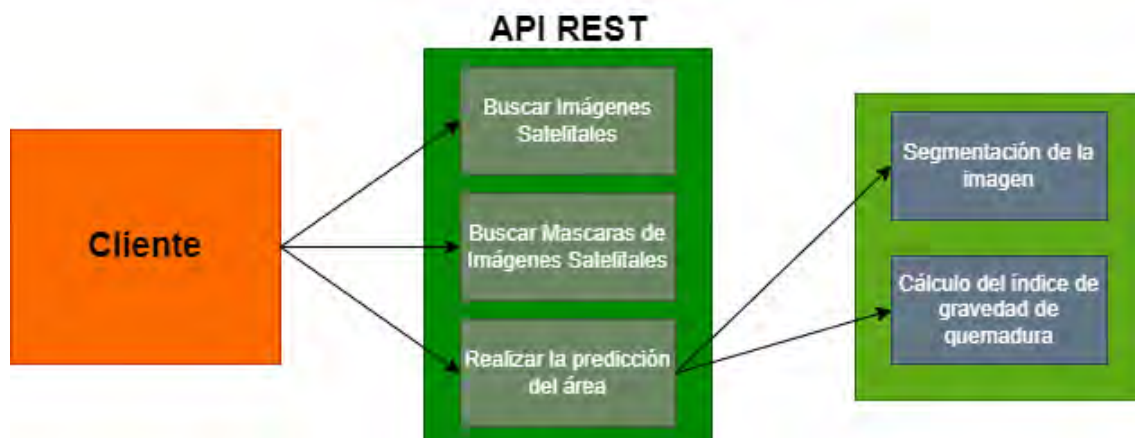 API REST
Cliente
Buscar Imágenes
Satelitales
Buscar Mascaras de
Imágenes Satelitales
Realizar la predicción
del área
Segmentación de la
imagen
Cálculo del índice de
gravedad de
quemadura